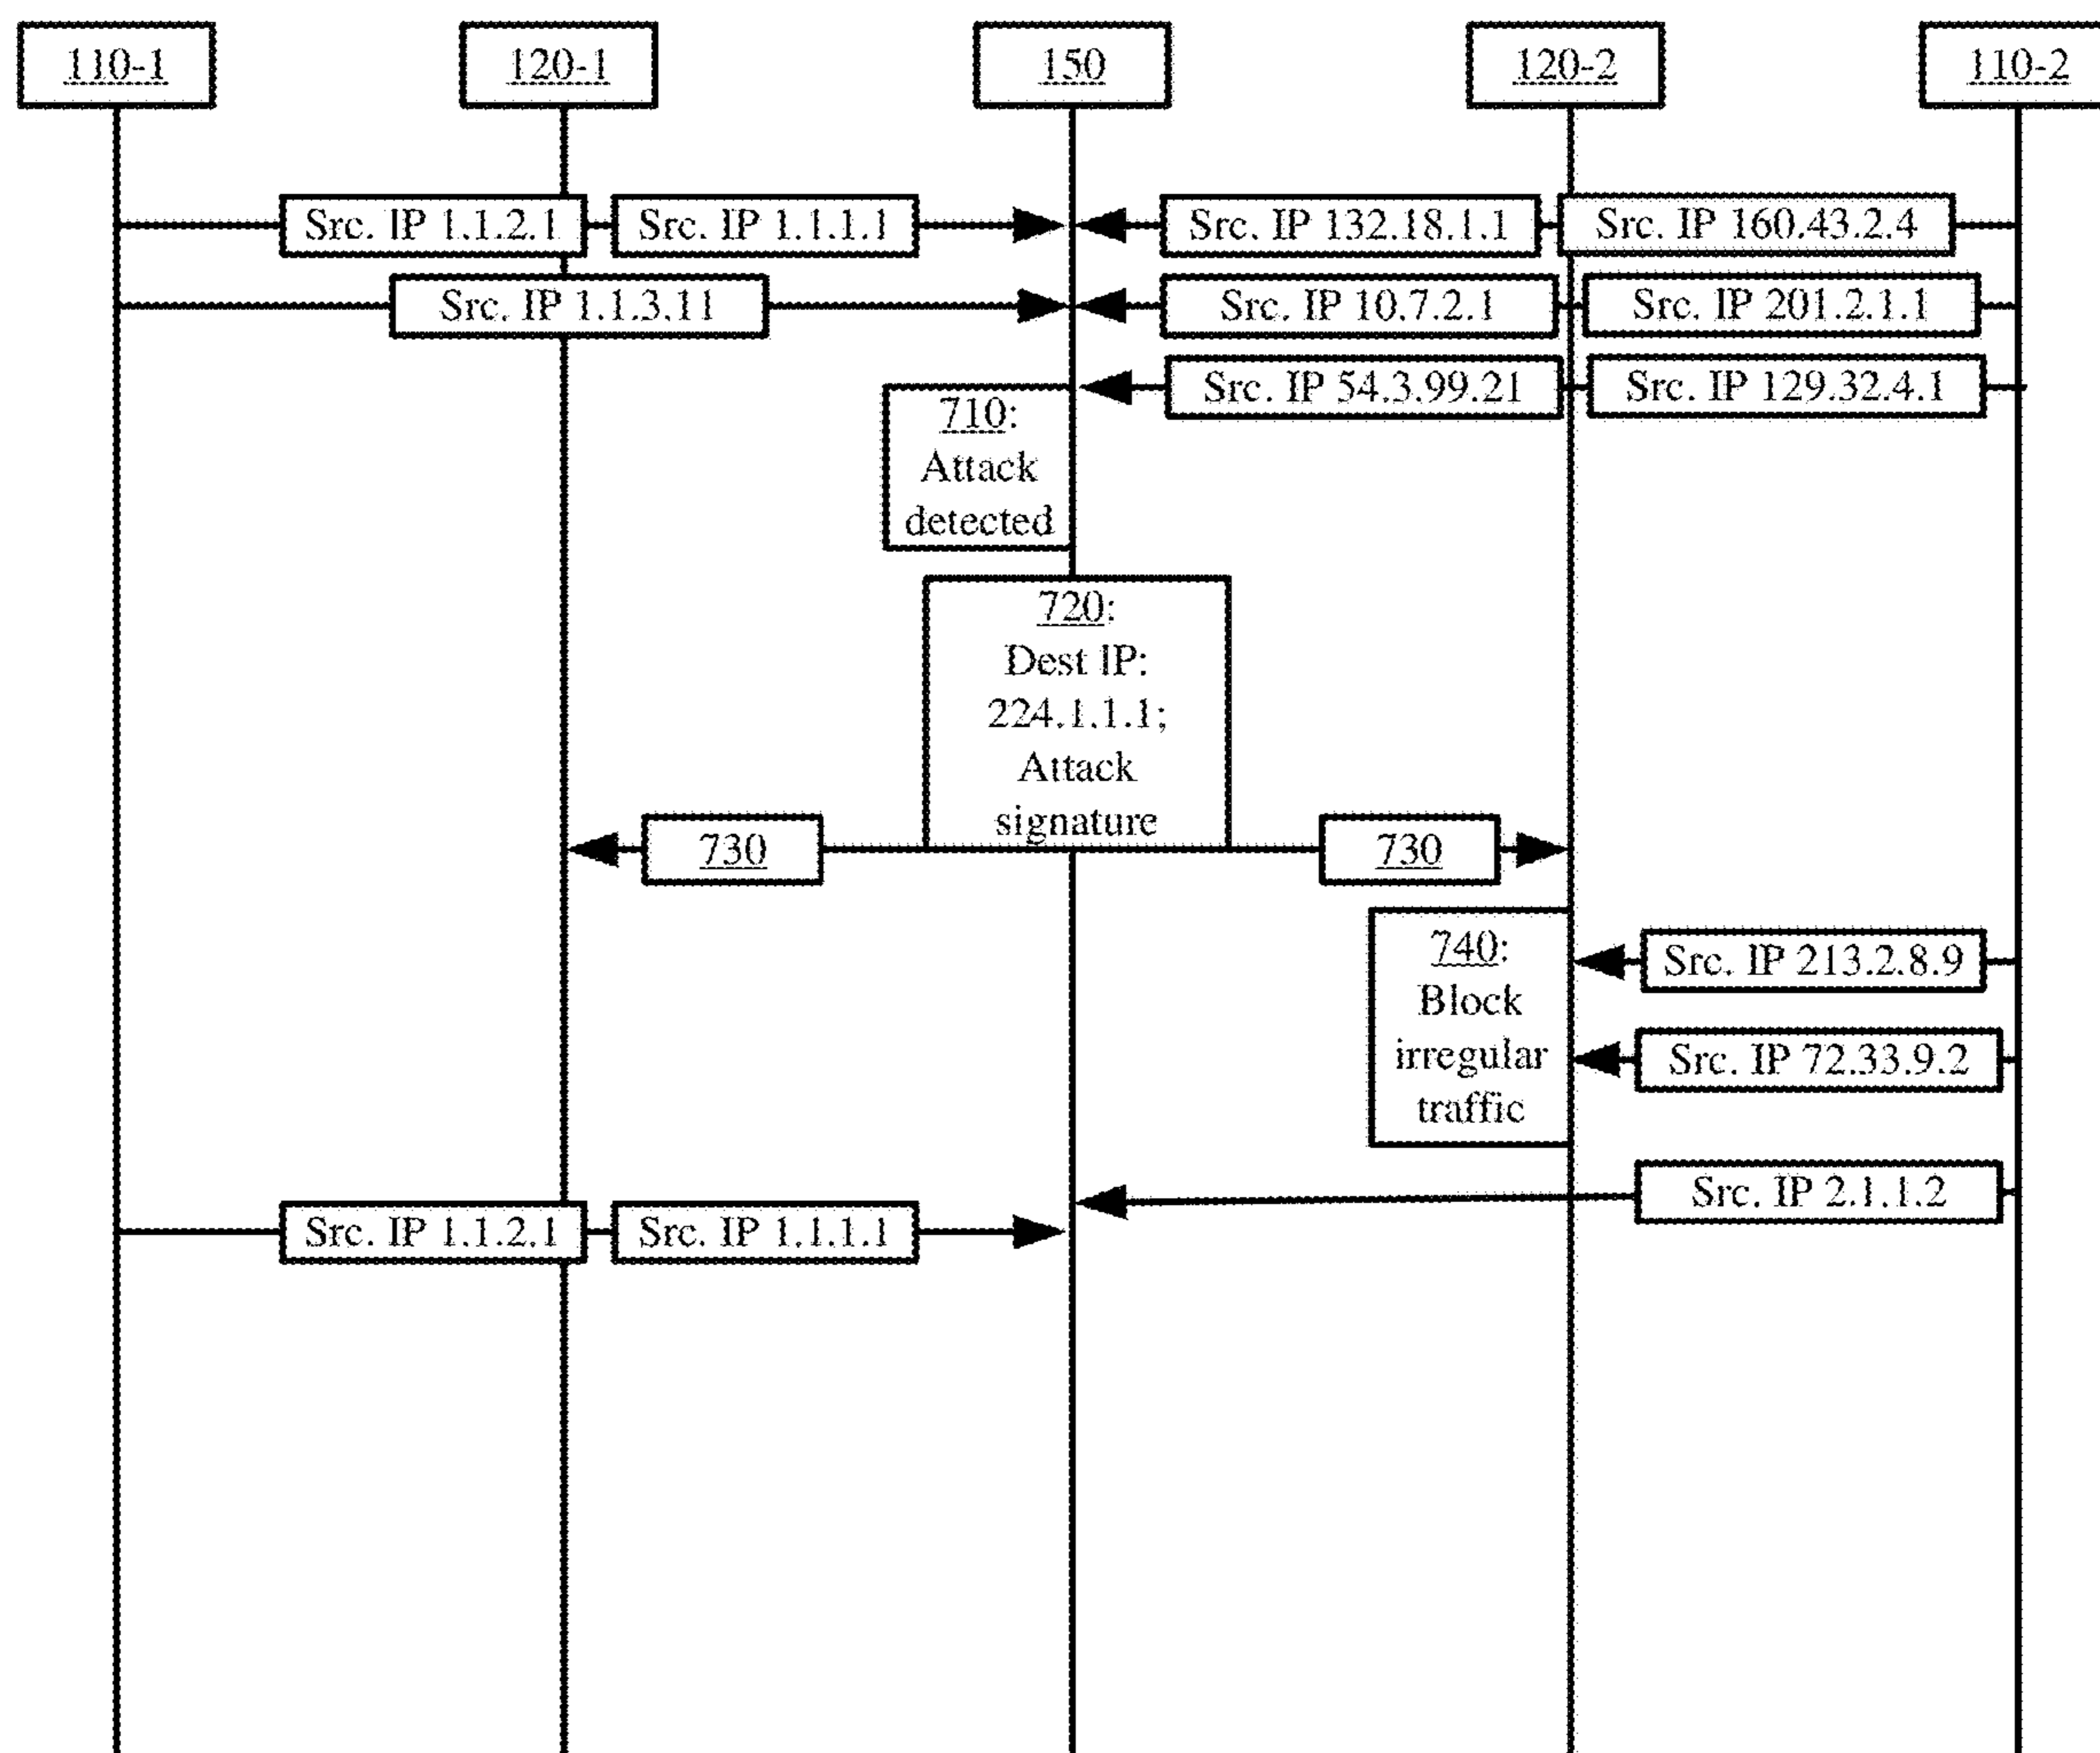 110-1 120-1 150 120-2 110-2
Src. IP 1.1.2.1 Src. IP 1.1.1.1 Src. IP 132.18.1.1 Src. IP 160.43.2.4
Src. IP 1.1.3.11 Src. IP 10.7.2.1 Src. IP 201.2.1.1
Src. IP 54.3.99.21 Src. IP 129.32.4.1
710:
Attack
detected
720:
Dest IP:
224.1.1.1;
Attack
signature
730 730
740:
Block
irregular
traffic
Src. IP 213.2.8.9
Src. IP 72.33.9.2
Src. IP 2.1.1.2
Src. IP 1.1.2.1 Src. IP 1.1.1.1